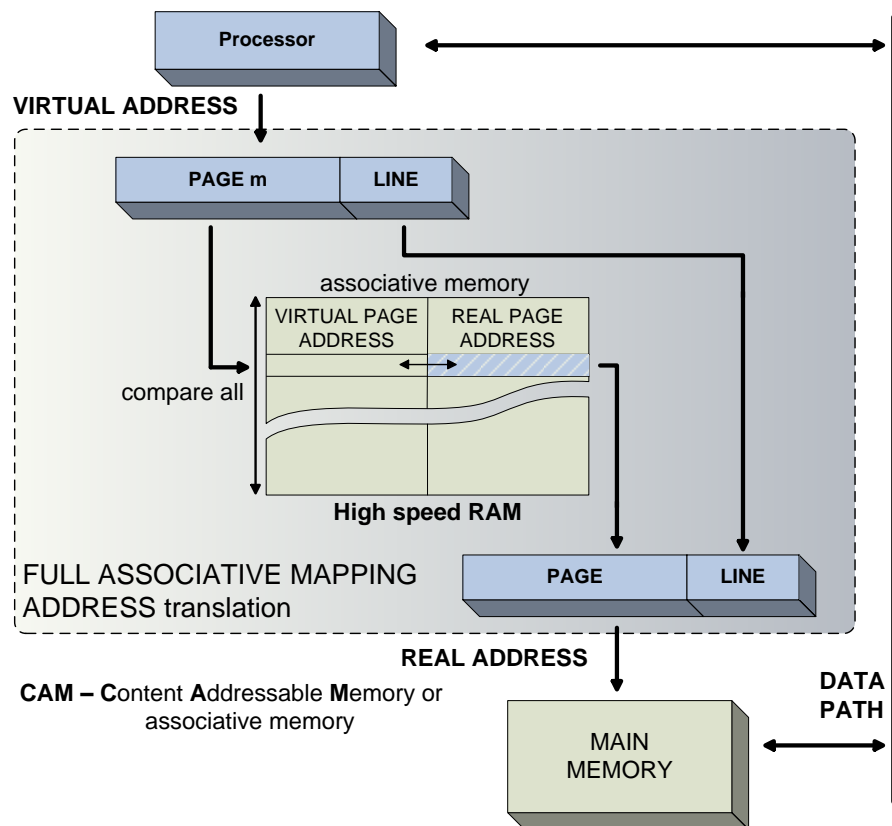 Processor
VIRTUAL ADDRESS
PAGE m
LINE
associative memory
VIRTUAL PAGE
ADDRESS
REAL PAGE
ADDRESS
compare all
High speed RAM
FULL ASSOCIATIVE MAPPING
ADDRESS translation
PAGE
LINE
REAL ADDRESS
CAM – Content Addressable Memory or
associative memory
DATA
PATH
MAIN
MEMORY